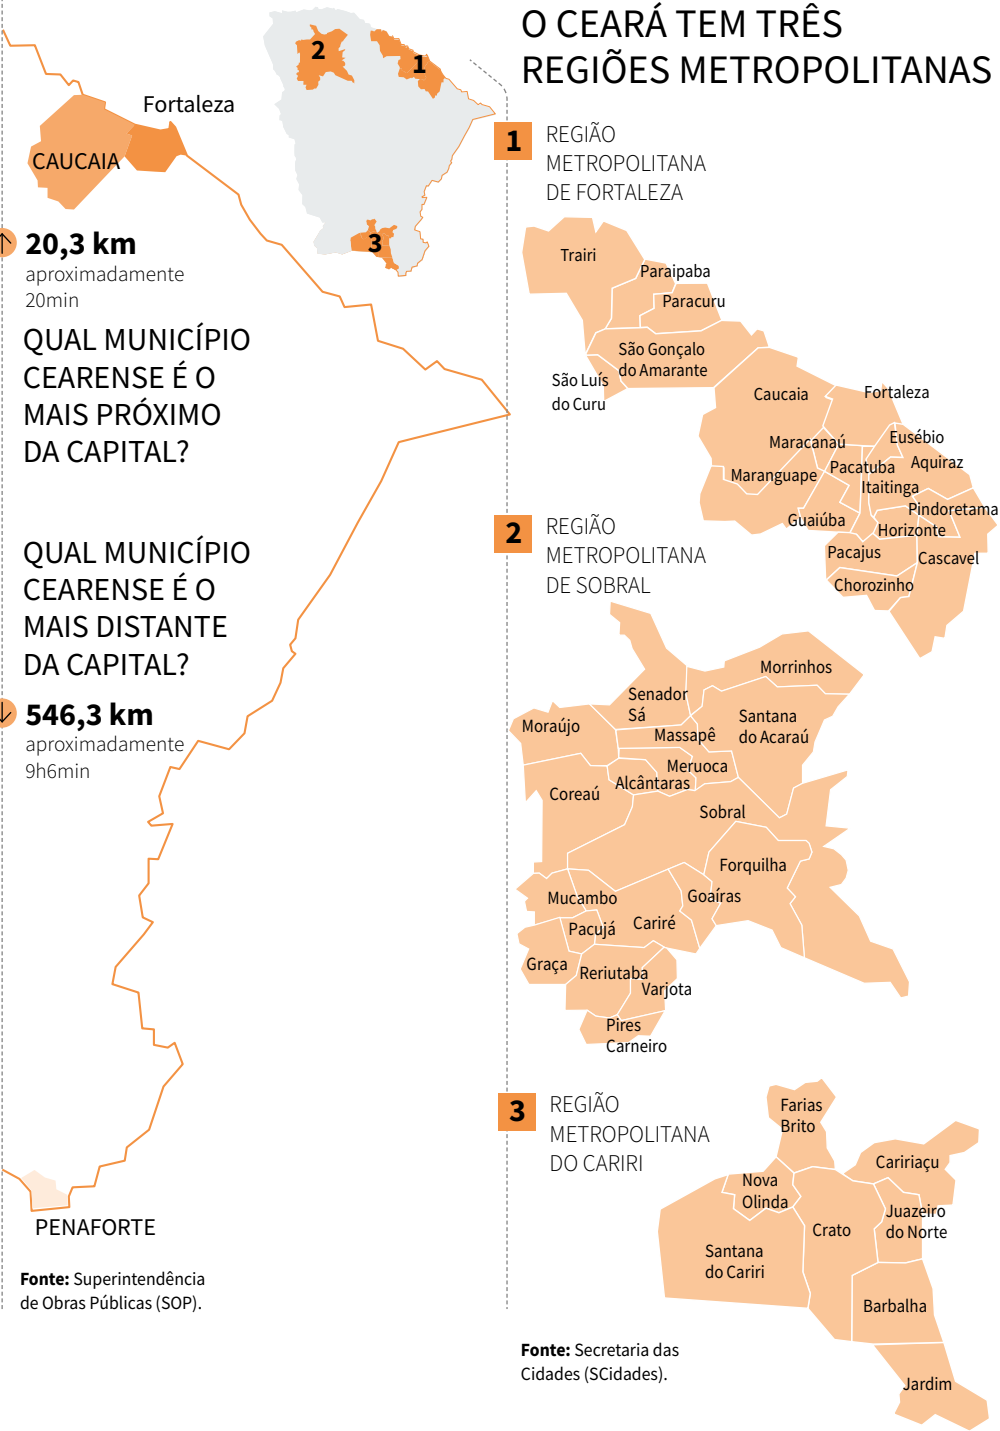 Fortaleza
CAUCAIA
20,3 km
aproximadamente
20min
QUAL MUNICÍPIO
CEARENSE É O
MAIS PRÓXIMO
DA CAPITAL?
QUAL MUNICÍPIO
CEARENSE É O
MAIS DISTANTE
DA CAPITAL?
546,3 km
aproximadamente
9h6min
PENAFORTE
Fonte: Superintendência
de Obras Públicas (SOP).
2
1
3
O CEARÁ TEM TRÊS
REGIÕES METROPOLITANAS
1
REGIÃO
METROPOLITANA
DE FORTALEZA
Trairi
Paraipaba
Paracuru
São Gonçalo
do Amarante
São Luís
do Curu
Caucaia
Fortaleza
Maracanaú
Eusébio
Maranguape
Pacatuba
Aquiraz
Itaitinga
Pindoretama
Guaiúba
Horizonte
Pacajus
Cascavel
Chorozinho
2
REGIÃO
METROPOLITANA
DE SOBRAL
Morrinhos
Senador
Sá
Santana
do Acaraú
Moraújo
Massapê
Meruoca
Alcântaras
Coreaú
Sobral
Forquilha
Mucambo
Goaíras
Pacujá
Cariré
Graça
Reriutaba
Varjota
Pires
Carneiro
3
REGIÃO
METROPOLITANA
DO CARIRI
Farias
Brito
Caririaçu
Nova
Olinda
Juazeiro
do Norte
Crato
Santana
do Cariri
Barbalha
Jardim
Fonte: Secretaria das
Cidades (SCidades).